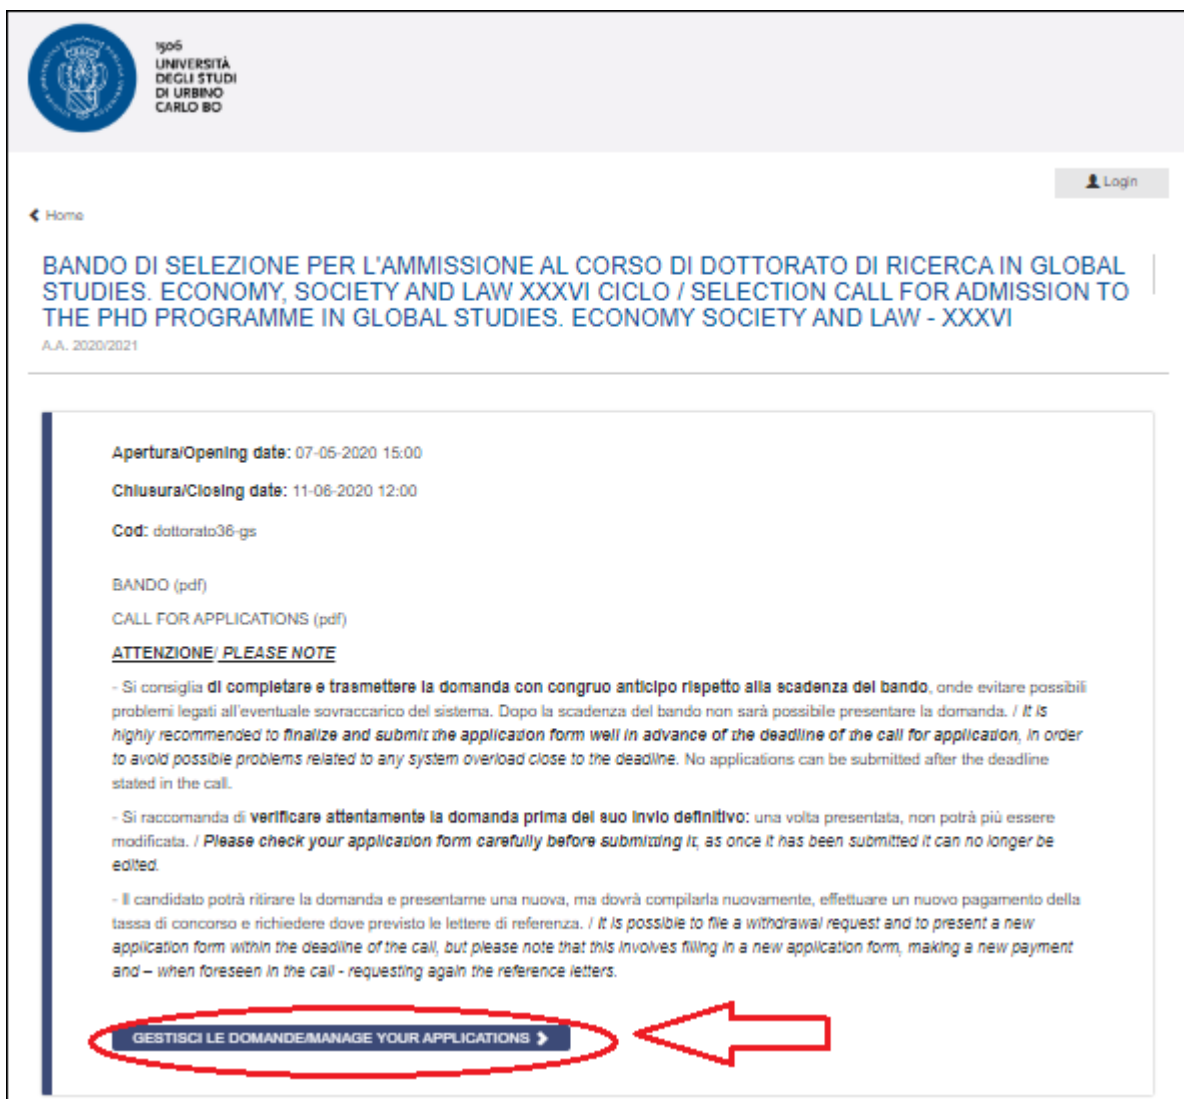 1506
UNIVERSITÀ
DEGLI STUDI
DI URBINO
CARLO BO
Login
Home
BANDO DI SELEZIONE PER L'AMMISSIONE AL CORSO DI DOTTORATO DI RICERCA IN GLOBAL
STUDIES. ECONOMY, SOCIETY AND LAW XXXVI CICLO / SELECTION CALL FOR ADMISSION TO
THE PHD PROGRAMME IN GLOBAL STUDIES. ECONOMY SOCIETY AND LAW - XXXVI
A.A. 2020/2021
Apertura/Opening date: 07-05-2020 15:00
Chiusura/Closing date: 11-06-2020 12:00
Cod: dottorato36-gs
BANDO (pdf)
CALL FOR APPLICATIONS (pdf)
ATTENZIONE/ PLEASE NOTE
- Si consiglia di completare e trasmettere la domanda con congruo anticipo rispetto alla scadenza del bando, onde evitare possibili
problemi legati all'eventuale sovraccarico del sistema. Dopo la scadenza del bando non sarà possibile presentare la domanda. / It is
highly recommended to finalize and submit the application form well in advance of the deadline of the call for application, in order
to avoid possible problems related to any system overload close to the deadline. No applications can be submitted after the deadline
stated in the call.
- Si raccomanda di verificare attentamente la domanda prima del suo invio definitivo: una volta presentata, non potrà più essere
modificata. / Please check your application form carefully before submitting it, as once it has been submitted it can no longer be
edited.
- Il candidato potrà ritirare la domanda e presentarne una nuova, ma dovrà compilarla nuovamente, effettuare un nuovo pagamento della
tassa di concorso e richiedere dove previsto le lettere di referenza. / It is possible to file a withdrawal request and to present a new
application form within the deadline of the call, but please note that this involves filling in a new application form, making a new payment
and – when foreseen in the call - requesting again the reference letters.
GESTISCI LE DOMANDE/MANAGE YOUR APPLICATIONS